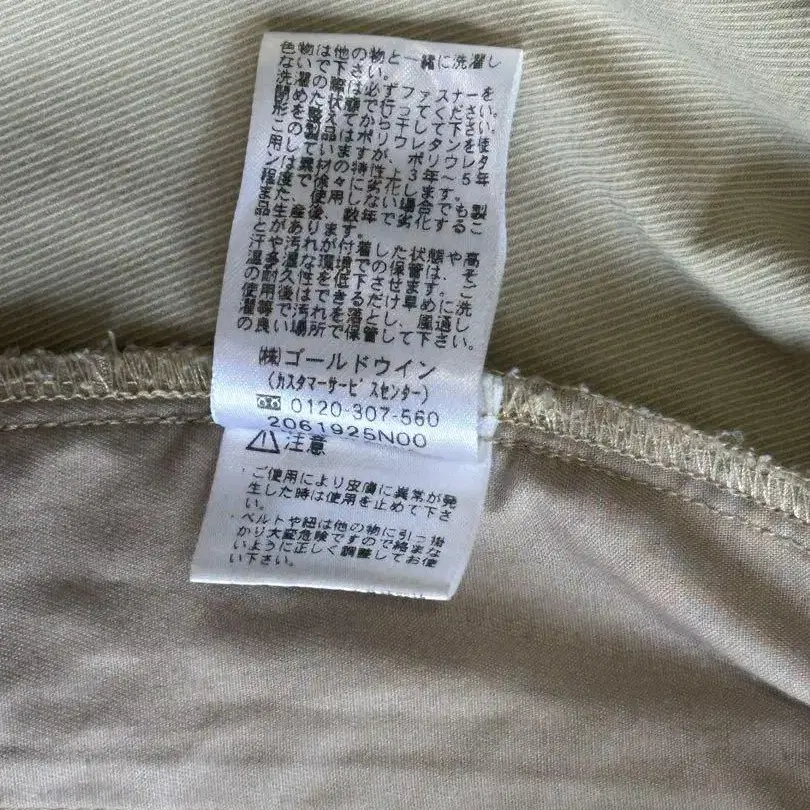 色物は他の物と一緒に洗濯し
ないで下さい。
洗濯の際は必ずファスナーを
閉めた状態で行って下さい。
形を整えてから干してください。
この製品はポリウレタンを使
用していますが、ポリウレタ
ンは素材の特性上3年～5年
程度で徐々に劣化します。
また、使用しない場合でも製
品生産後、数年で劣化するこ
とがあります。
汗や汚れが付着した状態や高
温多湿な環境での保管は、そ
の耐久性を低下させます。ご
使用後はできるだけ早めに洗
濯等で汚れを落とし、風通し
の良い場所で保管して下さい。
㈱ゴールドウイン
(カスタマーサービスセンター)
0120-307-560
2061925N00
注意
・ご使用により皮膚に異常が発
生した時は使用を止めて下さ
い。
・ベルトや紐は他の物に引っ掛
かり大変危険ですので絡まな
いように正しく調整してお使
い下さい。